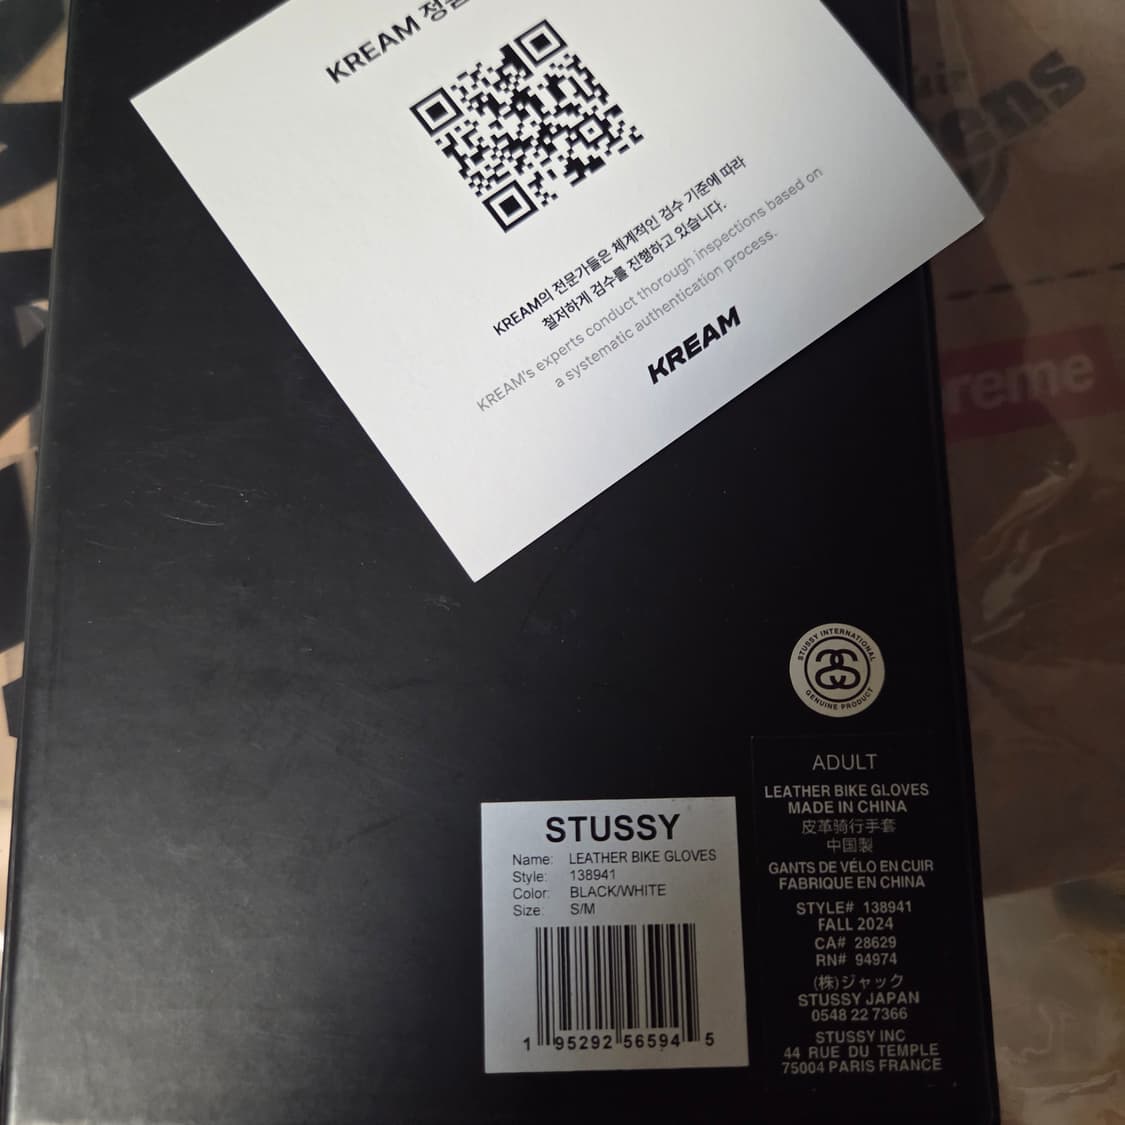 KREAM 정품
KREAM의 전문가들은 체계적인 검수 기준에 따라
철저하게 검수를 진행하고 있습니다.
KREAM's experts conduct thorough inspections based on
a systematic authentication process.
KREAM
ens
reme
STUSSY INTERNATIONAL
GENUINE PRODUCT
ADULT
LEATHER BIKE GLOVES
MADE IN CHINA
皮革骑行手套
中国製
GANTS DE VÉLO EN CUIR
FABRIQUE EN CHINA
STYLE# 138941
FALL 2024
CA# 28629
RN# 94974
(株)ジャック
STUSSY JAPAN
0548 22 7366
STUSSY INC
44 RUE DU TEMPLE
75004 PARIS FRANCE
STUSSY
Name: LEATHER BIKE GLOVES
Style: 138941
Color: BLACK/WHITE
Size: S/M
1 95292 56594 5